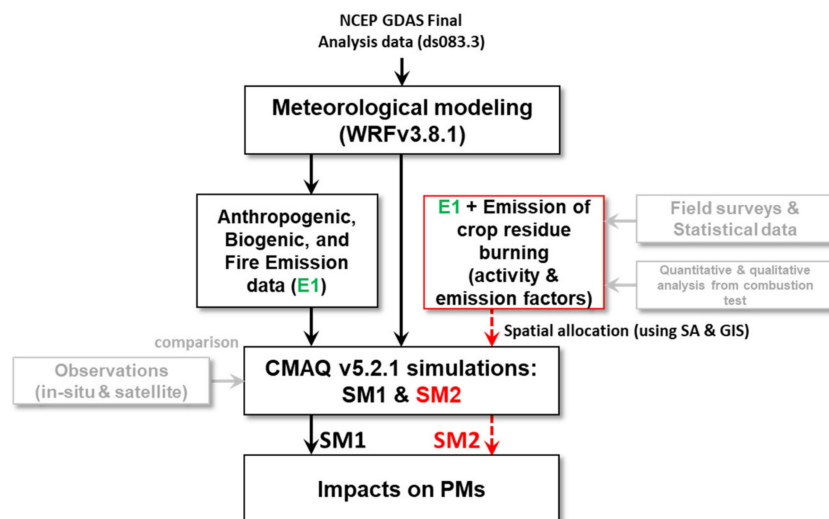 NCEP GDAS Final
Analysis data (ds083.3)
Meteorological modeling
(WRFv3.8.1)
Anthropogenic,
Biogenic, and
Fire Emission
data (E1)
E1 + Emission of
crop residue
burning
(activity &
emission factors)
Field surveys &
Statistical data
Quantitative & qualitative
analysis from combustion
test
Spatial allocation (using SA & GIS)
comparison
Observations
(in-situ & satellite)
CMAQ v5.2.1 simulations:
SM1 & SM2
SM1
SM2
Impacts on PMs